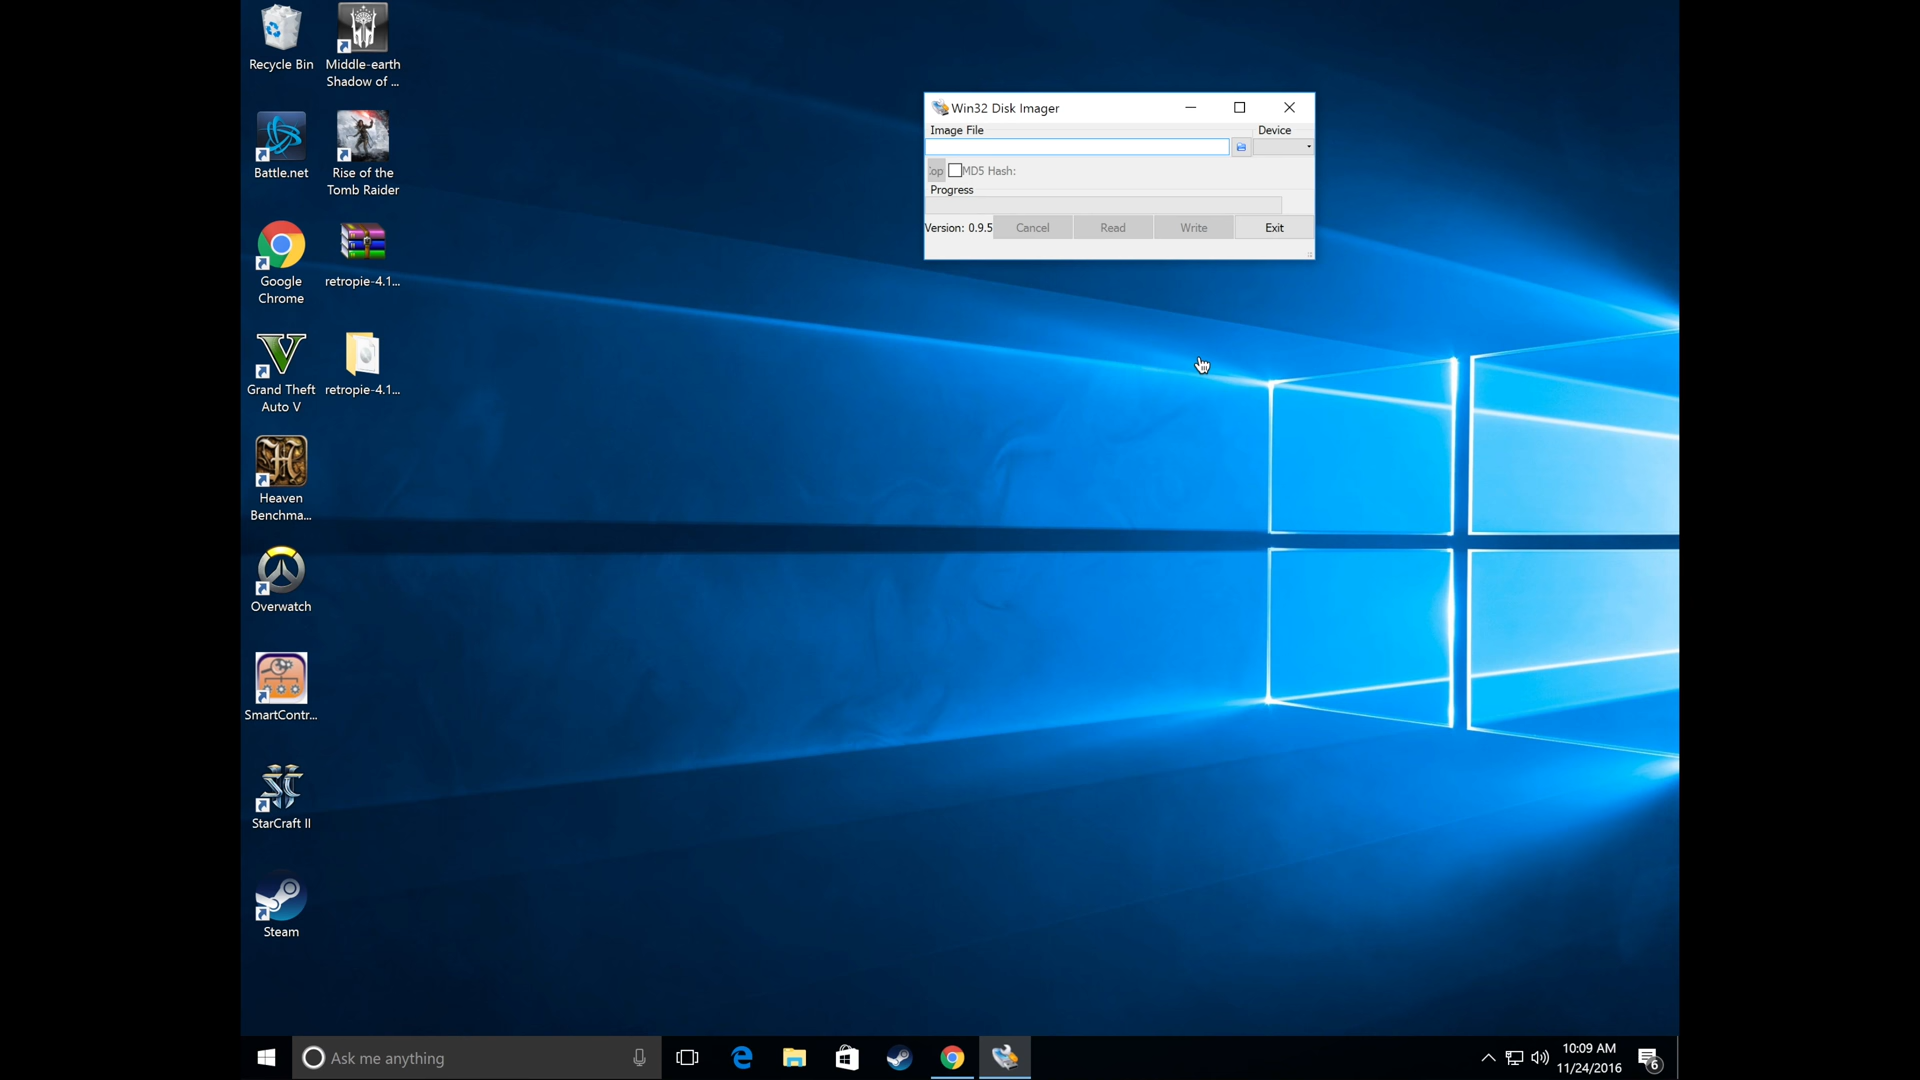 Recycle Bin
Middle-earth
Shadow of ...
Battle.net
Rise of the
Tomb Raider
Google
Chrome
retropie-4.1...
Grand Theft
Auto V
retropie-4.1...
Heaven
Benchma...
Overwatch
SmartContr...
StarCraft II
Steam
Win32 Disk Imager
Image File
Device
MD5 Hash:
Progress
Version: 0.9.5
Cancel
Read
Write
Exit
Ask me anything
10:09 AM
11/24/2016
6